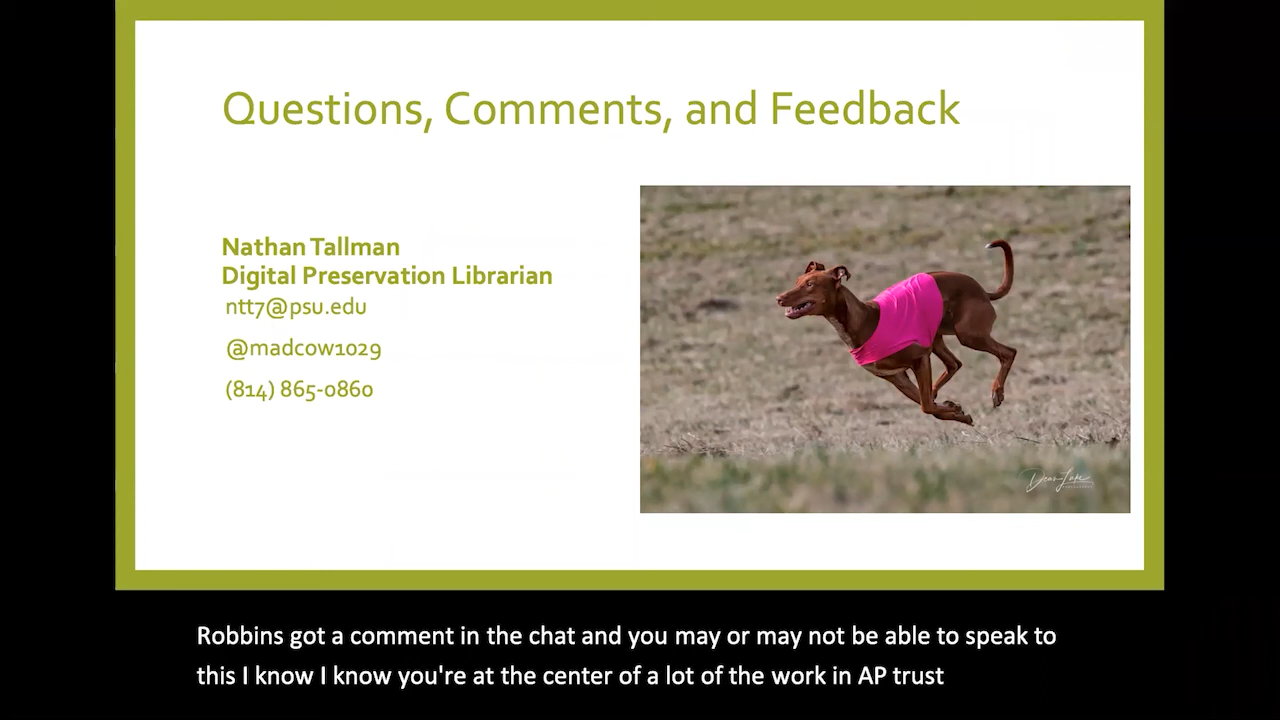 Questions, Comments, and Feedback
Nathan Tallman
Digital Preservation Librarian
ntt7@psu.edu
@madcow1029
(814) 865-0860
Robbins got a comment in the chat and you may or may not be able to speak to
this I know I know you're at the center of a lot of the work in AP trust